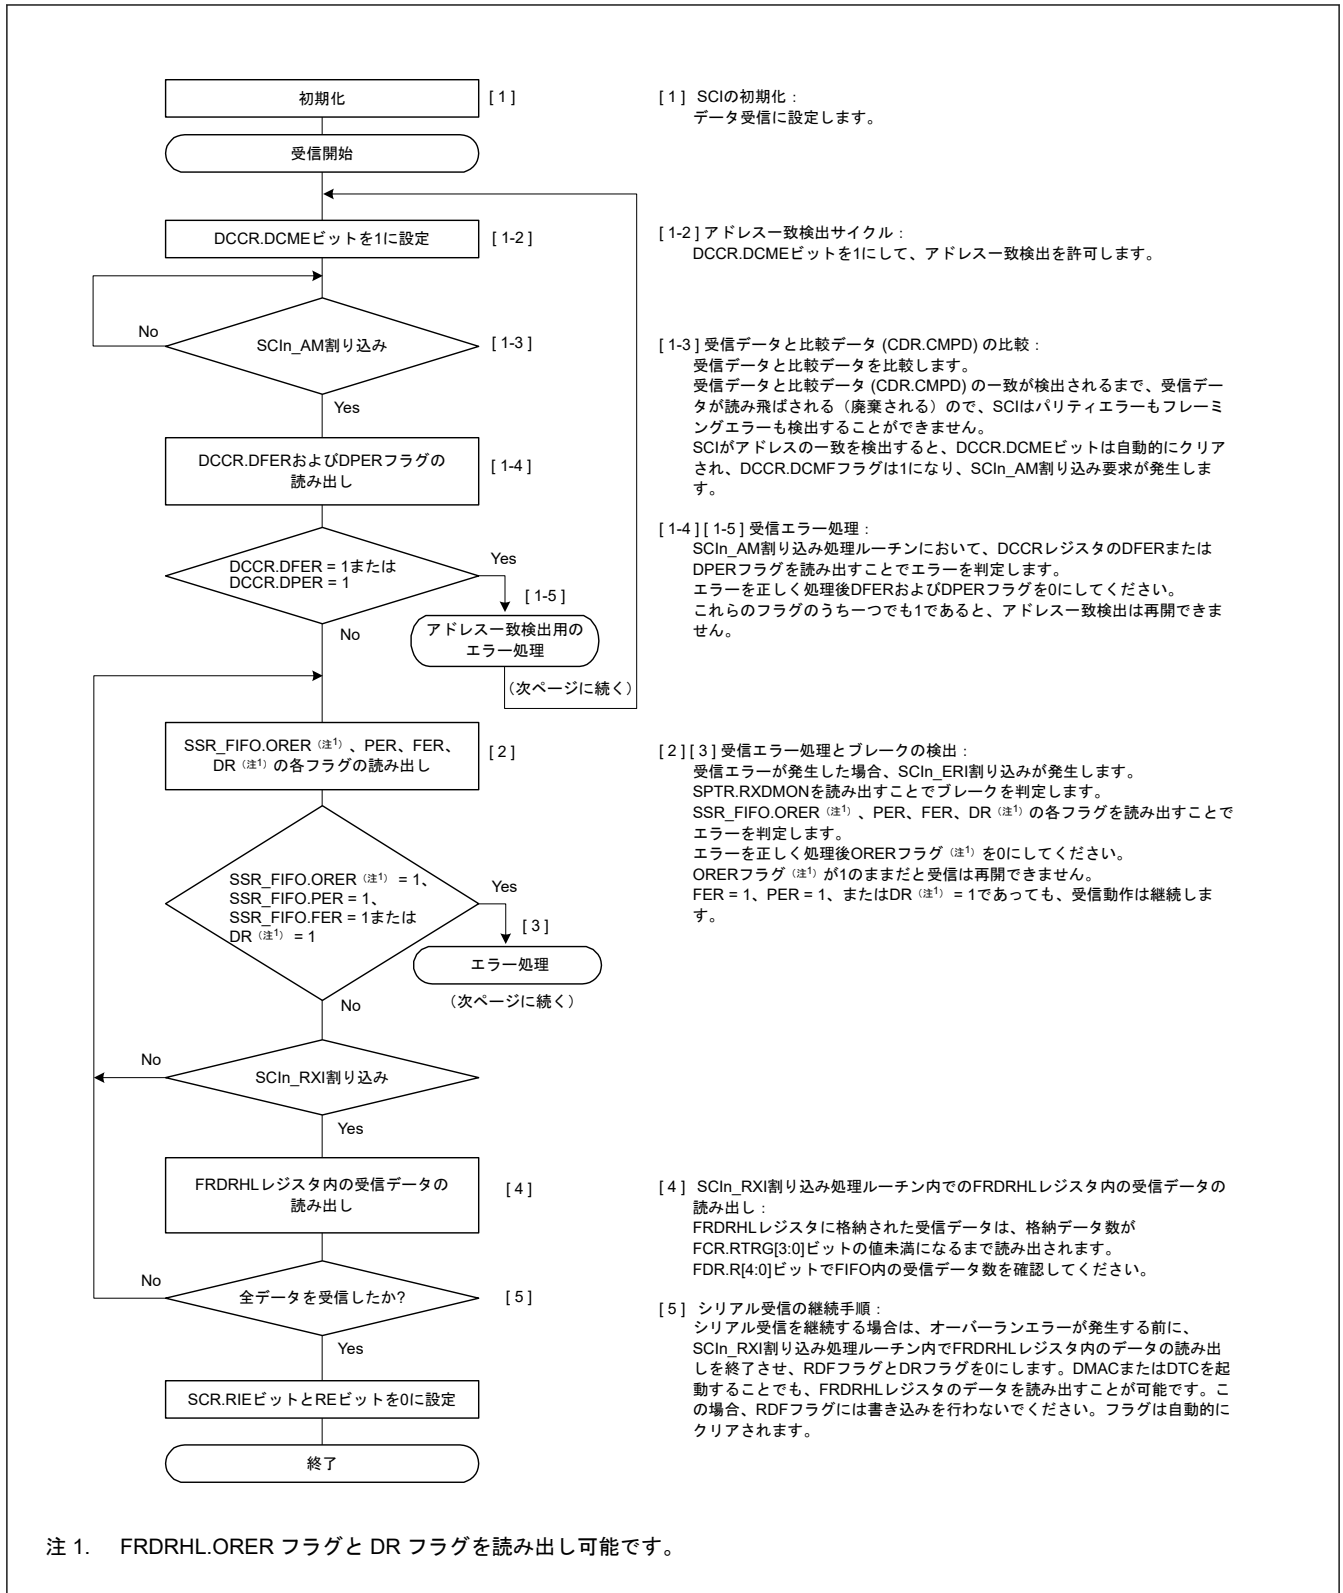 初期化
[ 1 ]
受信開始
DCCR.DCMEビットを1に設定
[ 1-2 ]
No
SCIn_AM割り込み
[ 1-3 ]
Yes
DCCR.DFERおよびDPERフラグの
読み出し
[ 1-4 ]
DCCR.DFER = 1または
DCCR.DPER = 1
Yes
[ 1-5 ]
アドレス一致検出用の
エラー処理
No
(次ページに続く)
SSR_FIFO.ORER (注1) 、PER、FER、
DR (注1) の各フラグの読み出し
[ 2 ]
SSR_FIFO.ORER (注1) = 1、
SSR_FIFO.PER = 1、
SSR_FIFO.FER = 1または
DR (注1) = 1
Yes
[ 3 ]
エラー処理
(次ページに続く)
No
No
SCIn_RXI割り込み
Yes
FRDRHLレジスタ内の受信データの
読み出し
[ 4 ]
No
全データを受信したか?
[ 5 ]
Yes
SCR.RIEビットとREビットを0に設定
終了
[ 1 ] SCIの初期化：
データ受信に設定します。
[ 1-2 ] アドレス一致検出サイクル：
DCCR.DCMEビットを1にして、アドレス一致検出を許可します。
[ 1-3 ] 受信データと比較データ (CDR.CMPD) の比較：
受信データと比較データを比較します。
受信データと比較データ (CDR.CMPD) の一致が検出されるまで、受信デー
タが読み飛ばされる（廃棄される）ので、SCIはパリティエラーもフレーミ
ングエラーも検出することができません。
SCIがアドレスの一致を検出すると、DCCR.DCMEビットは自動的にクリア
され、DCCR.DCMFフラグは1になり、SCIn_AM割り込み要求が発生しま
す。
[ 1-4 ] [ 1-5 ] 受信エラー処理：
SCIn_AM割り込み処理ルーチンにおいて、DCCRレジスタのDFERまたは
DPERフラグを読み出すことでエラーを判定します。
エラーを正しく処理後DFERおよびDPERフラグを0にしてください。
これらのフラグのうち一つでも1であると、アドレス一致検出は再開できま
せん。
[ 2 ] [ 3 ] 受信エラー処理とブレークの検出：
受信エラーが発生した場合、SCIn_ERI割り込みが発生します。
SPTR.RXDMONを読み出すことでブレークを判定します。
SSR_FIFO.ORER (注1) 、PER、FER、DR (注1) の各フラグを読み出すことで
エラーを判定します。
エラーを正しく処理後ORERフラグ (注1) を0にしてください。
ORERフラグ (注1) が1のままだと受信は再開できません。
FER = 1、PER = 1、またはDR (注1) = 1であっても、受信動作は継続しま
す。
[ 4 ] SCIn_RXI割り込み処理ルーチン内でのFRDRHLレジスタ内の受信データの
読み出し：
FRDRHLレジスタに格納された受信データは、格納データ数が
FCR.RTRG[3:0]ビットの値未満になるまで読み出されます。
FDR.R[4:0]ビットでFIFO内の受信データ数を確認してください。
[ 5 ] シリアル受信の継続手順：
シリアル受信を継続する場合は、オーバーランエラーが発生する前に、
SCIn_RXI割り込み処理ルーチン内でFRDRHLレジスタ内のデータの読み出
しを終了させ、RDFフラグとDRフラグを0にします。DMACまたはDTCを起
動することでも、FRDRHLレジスタのデータを読み出すことが可能です。こ
の場合、RDFフラグには書き込みを行わないでください。フラグは自動的に
クリアされます。
注 1. FRDRHL.ORER フラグと DR フラグを読み出し可能です。